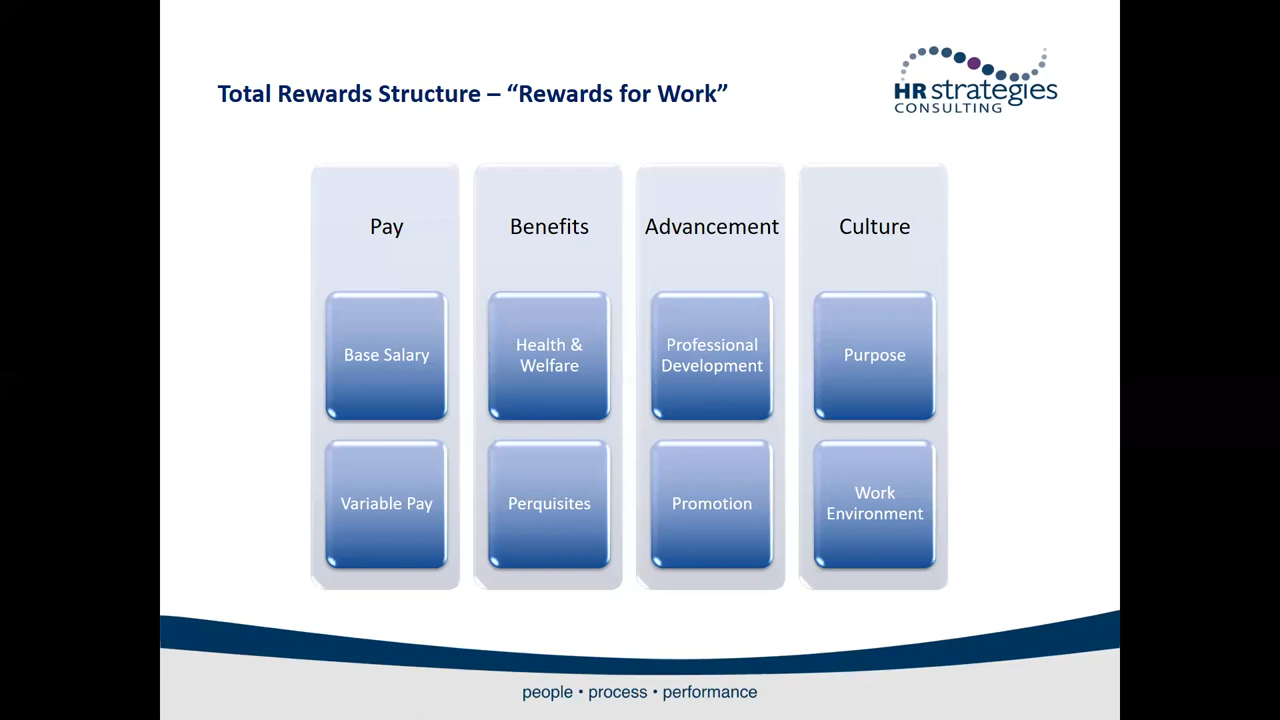 Total Rewards Structure – “Rewards for Work”
HR strategies
CONSULTING
Pay
Benefits
Advancement
Culture
Base Salary
Health &
Welfare
Professional
Development
Purpose
Variable Pay
Perquisites
Promotion
Work
Environment
people • process • performance